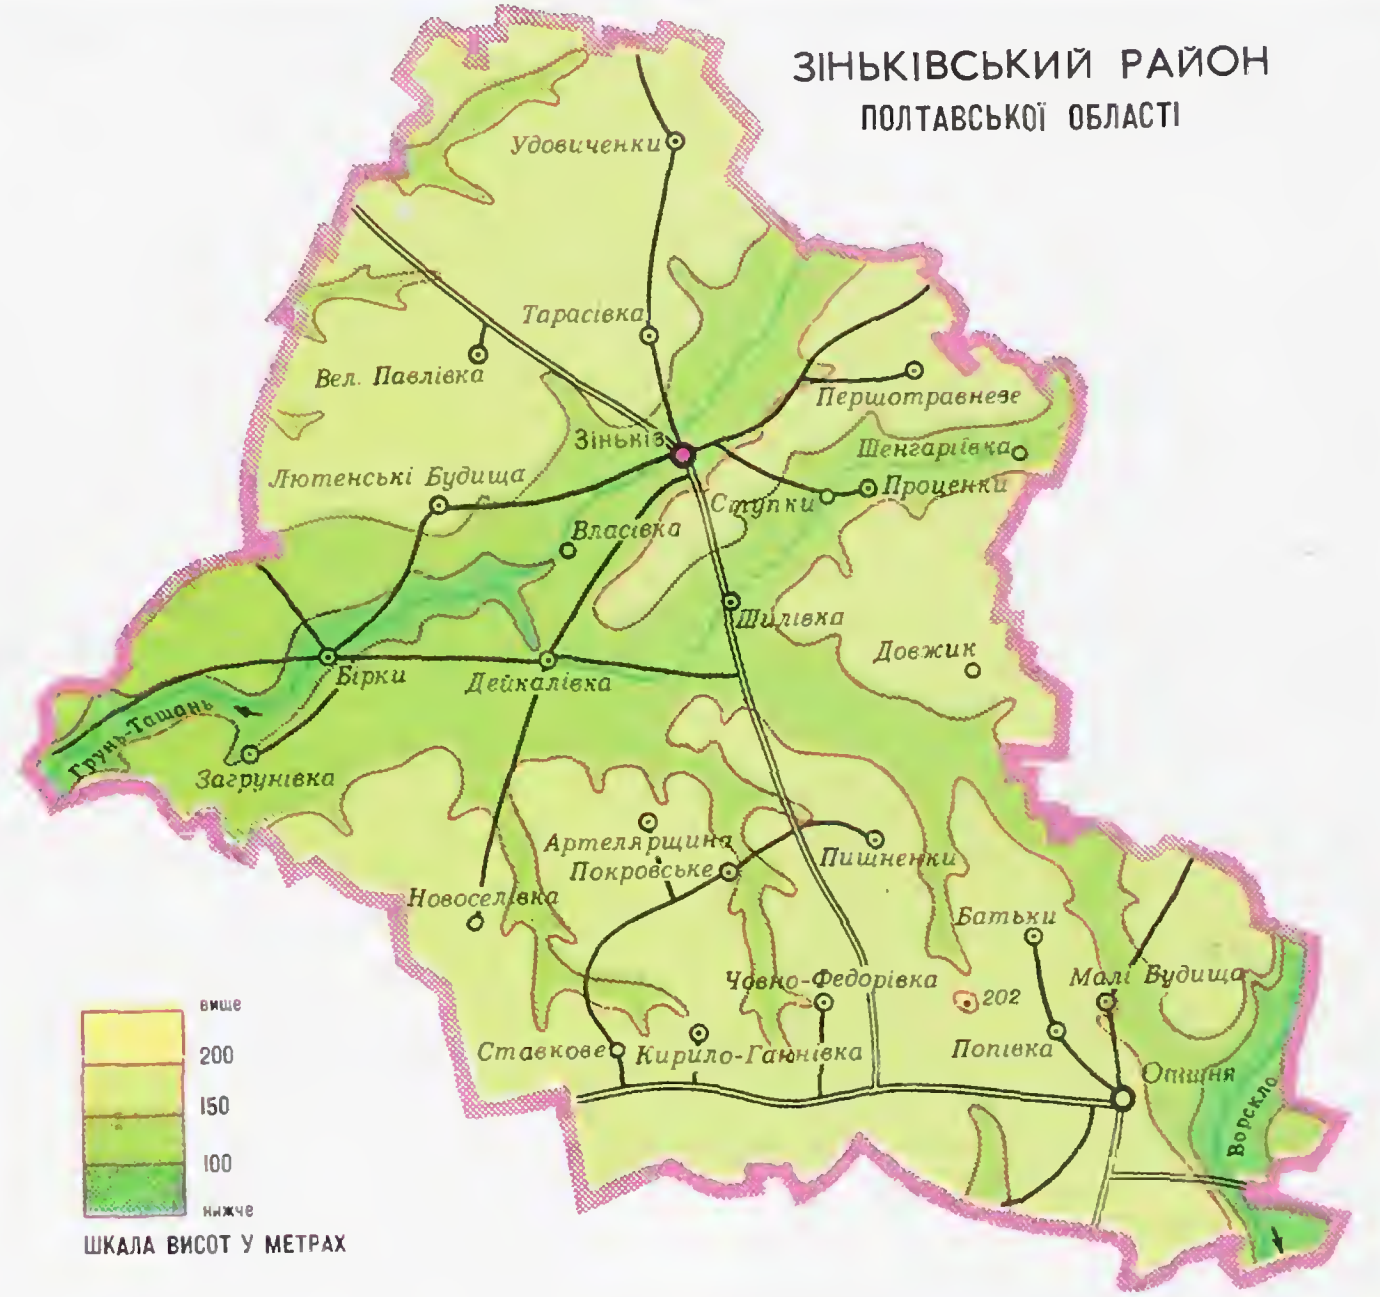 ЗІНЬКІВСЬКИЙ РАЙОН
ПОЛТАВСЬКОЇ ОБЛАСТІ
Удовиченки
Тарасівка
Вел. Павлівка
Першотравневе
Зіньків
Шенгаріївка
Лютенські Будища
Ступки
Проценки
Власівка
Шилівка
Довжик
Бірки
Дейкалівка
Грунь-Ташань
Загрунівка
Артелярщина
Покровське
Пишненки
Новоселівка
Батьки
Човно-Федорівка
Малі Будища
202
Ставкове
Кирило-Ганнівка
Попівка
Опішня
Ворскло
вище
200
150
100
нижче
ШКАЛА ВИСОТ У МЕТРАХ